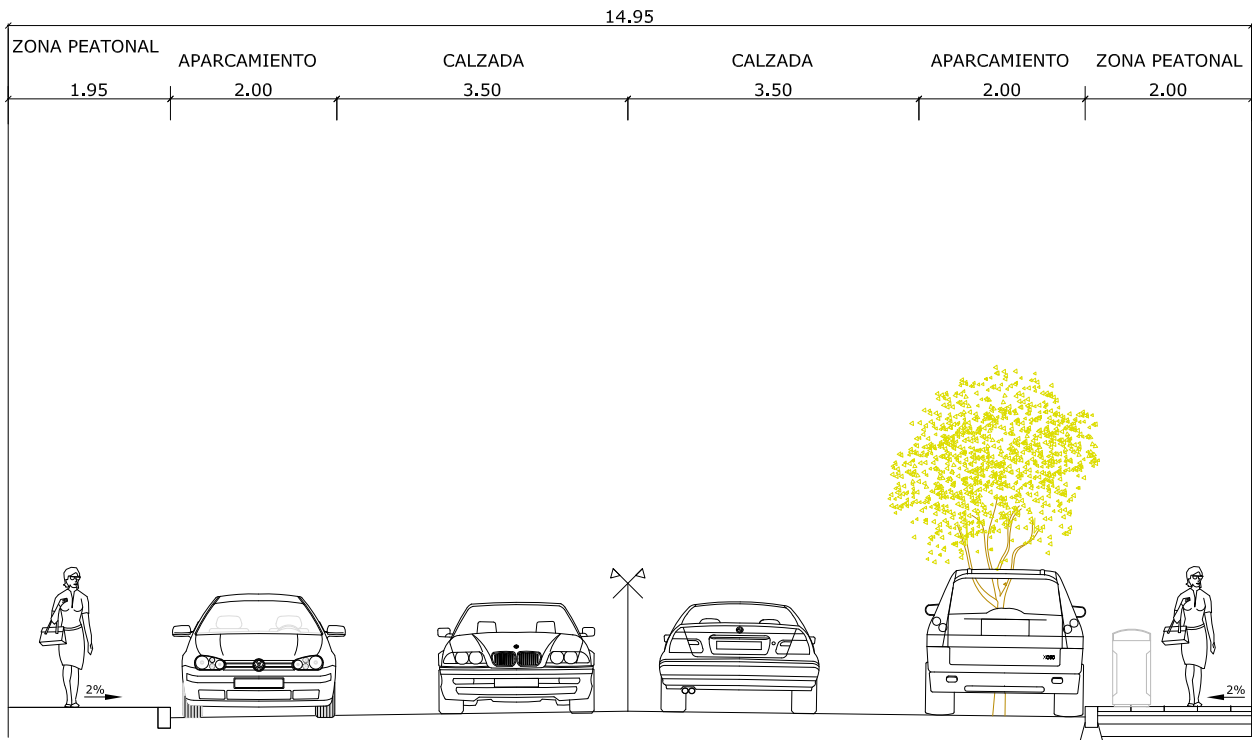 14.95
ZONA PEATONAL
APARCAMIENTO
CALZADA
CALZADA
APARCAMIENTO
ZONA PEATONAL
1.95
2.00
3.50
3.50
2.00
2.00
2%
2%